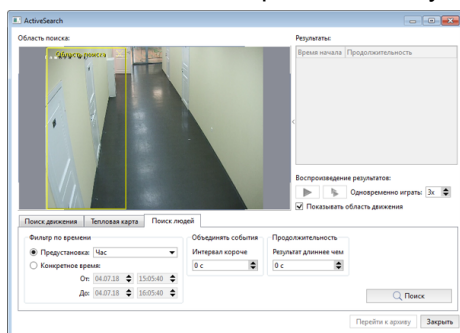 ActiveSearch
Область поиска:
Область поиска
Результаты:
Время начала Продолжительность
Воспроизведение результатов:
Одновременно играть: 3x
Показывать область движения
Поиск движения Тепловая карта Поиск людей
Фильтр по времени
Предустановка: Час
Конкретное время:
От: 04.07.18 15:05:40
До: 04.07.18 16:05:40
Объединять события
Интервал короче
0 с
Продолжительность
Результат длиннее чем
0 с
Поиск
Перейти к архиву Закрыть